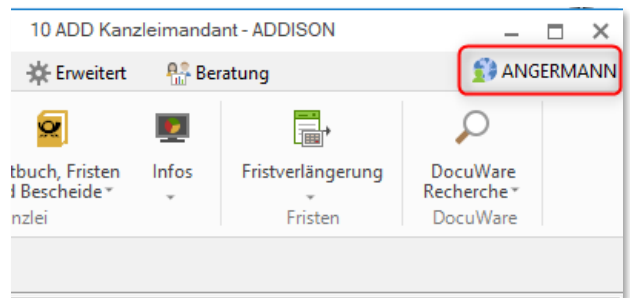 10 ADD Kanzleimandant - ADDISON
Erweitert Beratung ANGERMANN
tbuch, Fristen Infos Fristverlängerung DocuWare
d Bescheide Recherche
nzlei Fristen DocuWare